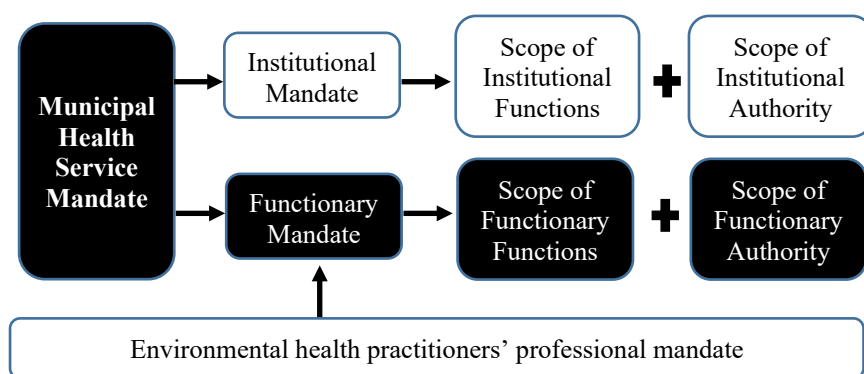 Municipal
Health
Service
Mandate
Institutional
Mandate
Scope of
Institutional
Functions
Scope of
Institutional
Authority
Functionary
Mandate
Scope of
Functionary
Functions
Scope of
Functionary
Authority
Environmental health practitioners’ professional mandate